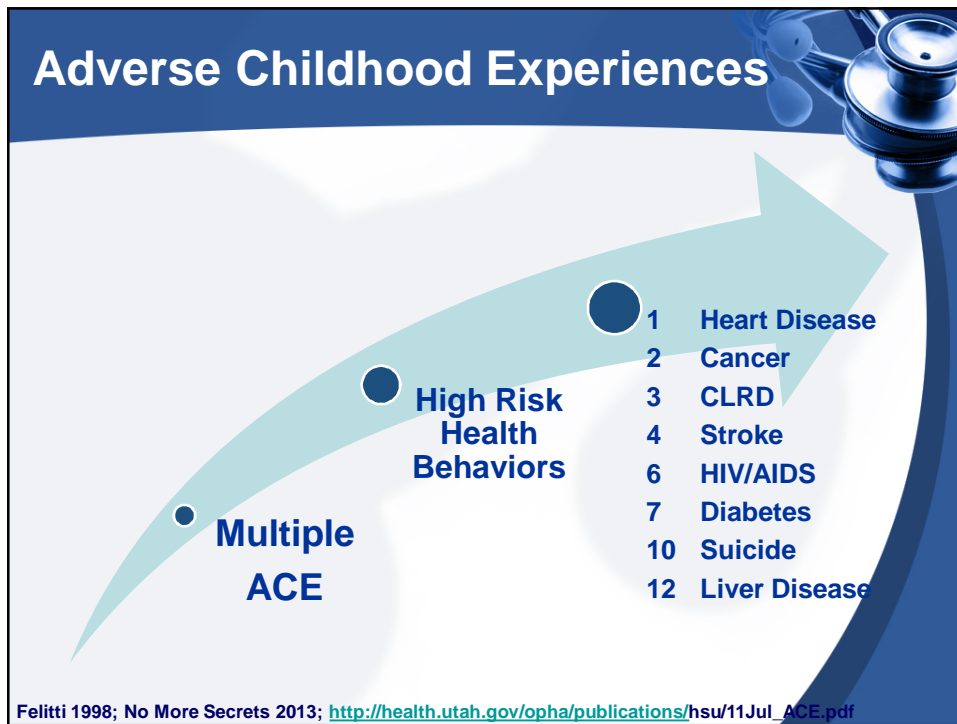 Adverse Childhood Experiences
Multiple
ACE
High Risk
Health
Behaviors
1 Heart Disease
2 Cancer
3 CLRD
4 Stroke
6 HIV/AIDS
7 Diabetes
10 Suicide
12 Liver Disease
Felitti 1998; No More Secrets 2013; http://health.utah.gov/opha/publications/hsu/11Jul_ACE.pdf